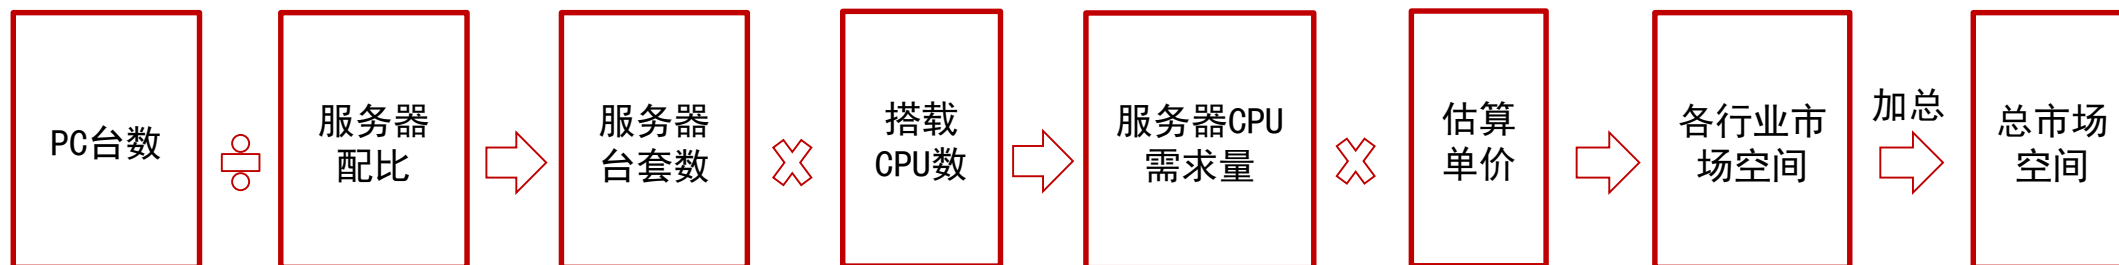 PC台数
服务器
配比
服务器
台套数
搭载
CPU数
服务器CPU
需求量
估算
单价
各行业市
场空间
加总
总市场
空间